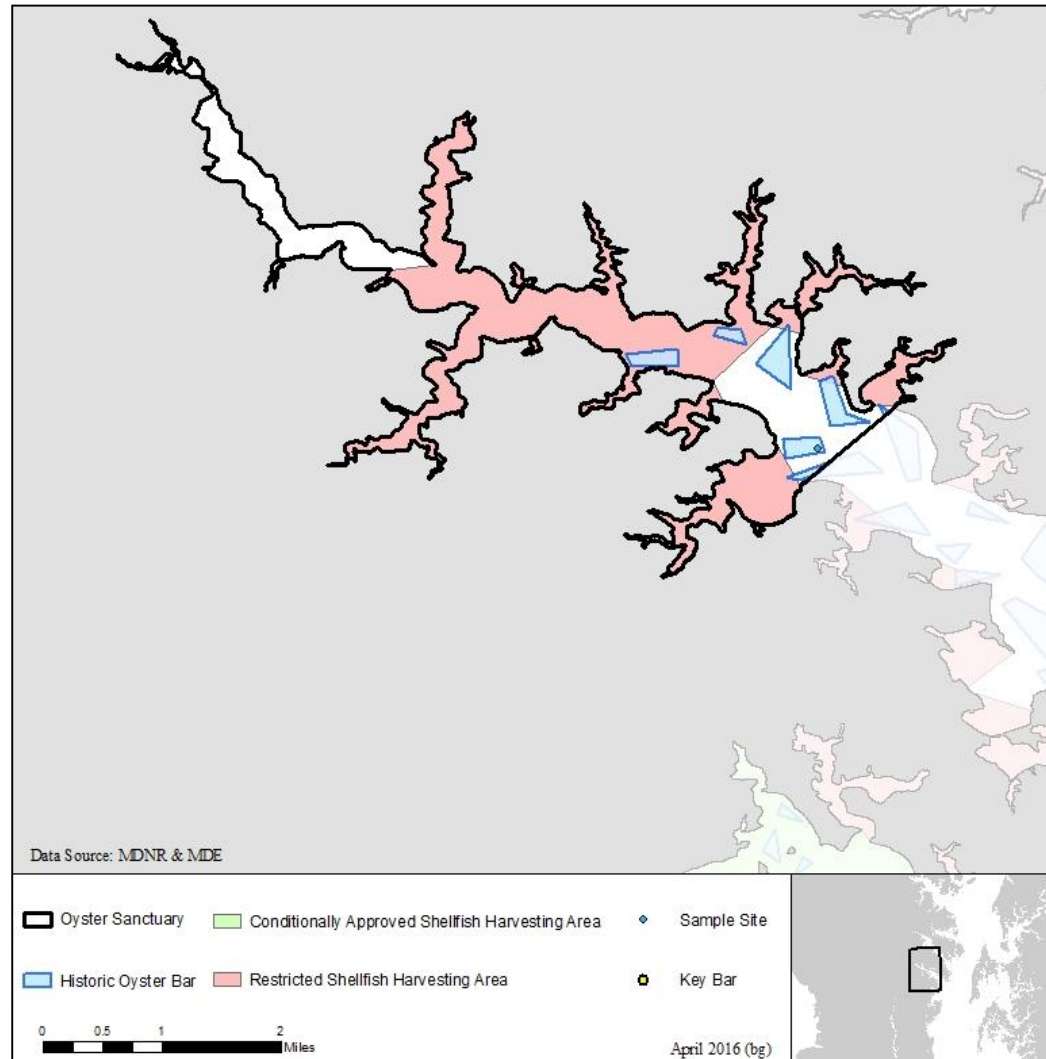 Data Source: MDNR & MDE
Oyster Sanctuary
Conditionally Approved Shellfish Harvesting Area
Sample Site
Historic Oyster Bar
Restricted Shellfish Harvesting Area
Key Bar
0 0.5 1 2
Miles
April 2016 (bg)